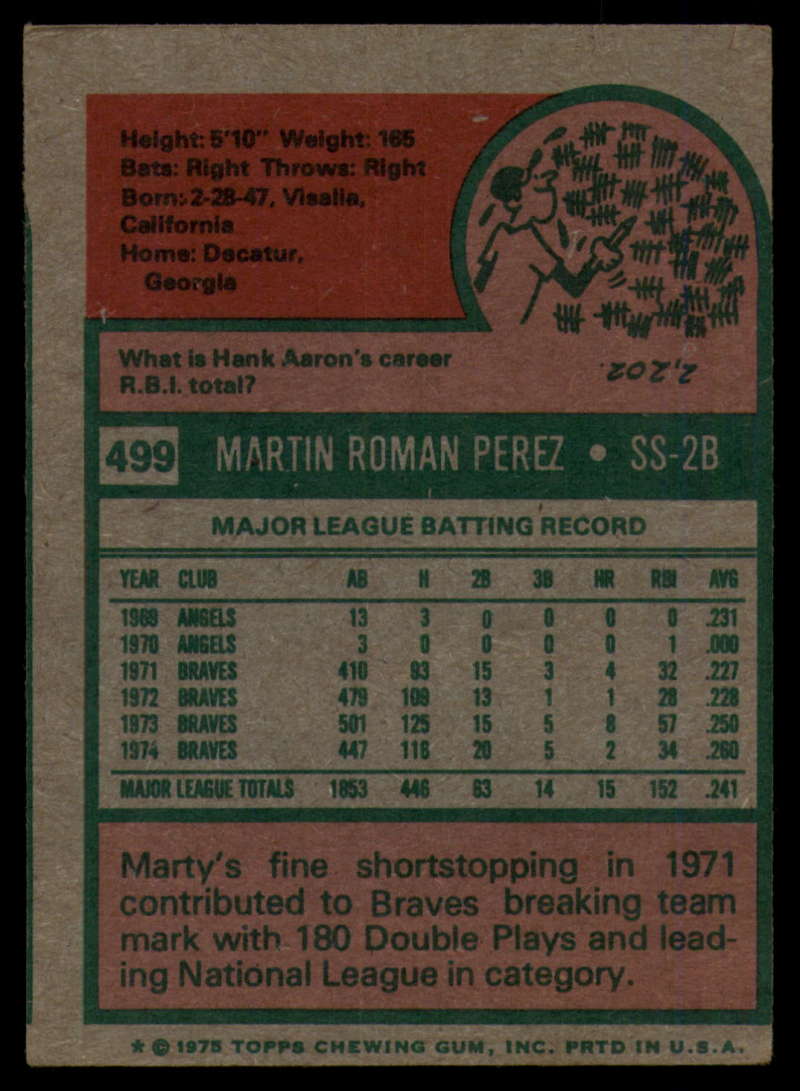 Height: 5'10" Weight: 165
Bats: Right Throws: Right
Born: 2-28-47, Visalia,
California
Home: Decatur,
Georgia
What is Hank Aaron's career
R.B.I. total?
2,202.
499 MARTIN ROMAN PEREZ • SS-2B
MAJOR LEAGUE BATTING RECORD
YEAR CLUB AB H 2B 3B HR RBI AVG
1969 ANGELS 13 3 0 0 0 0 .231
1970 ANGELS 3 0 0 0 0 1 .000
1971 BRAVES 410 93 15 3 4 32 .227
1972 BRAVES 479 109 13 1 1 28 .228
1973 BRAVES 501 125 15 5 8 57 .250
1974 BRAVES 447 116 20 5 2 34 .260
MAJOR LEAGUE TOTALS 1853 446 63 14 15 152 .241
Marty's fine shortstopping in 1971
contributed to Braves breaking team
mark with 180 Double Plays and lead-
ing National League in category.
* © 1975 TOPPS CHEWING GUM, INC. PRTD IN U.S.A.